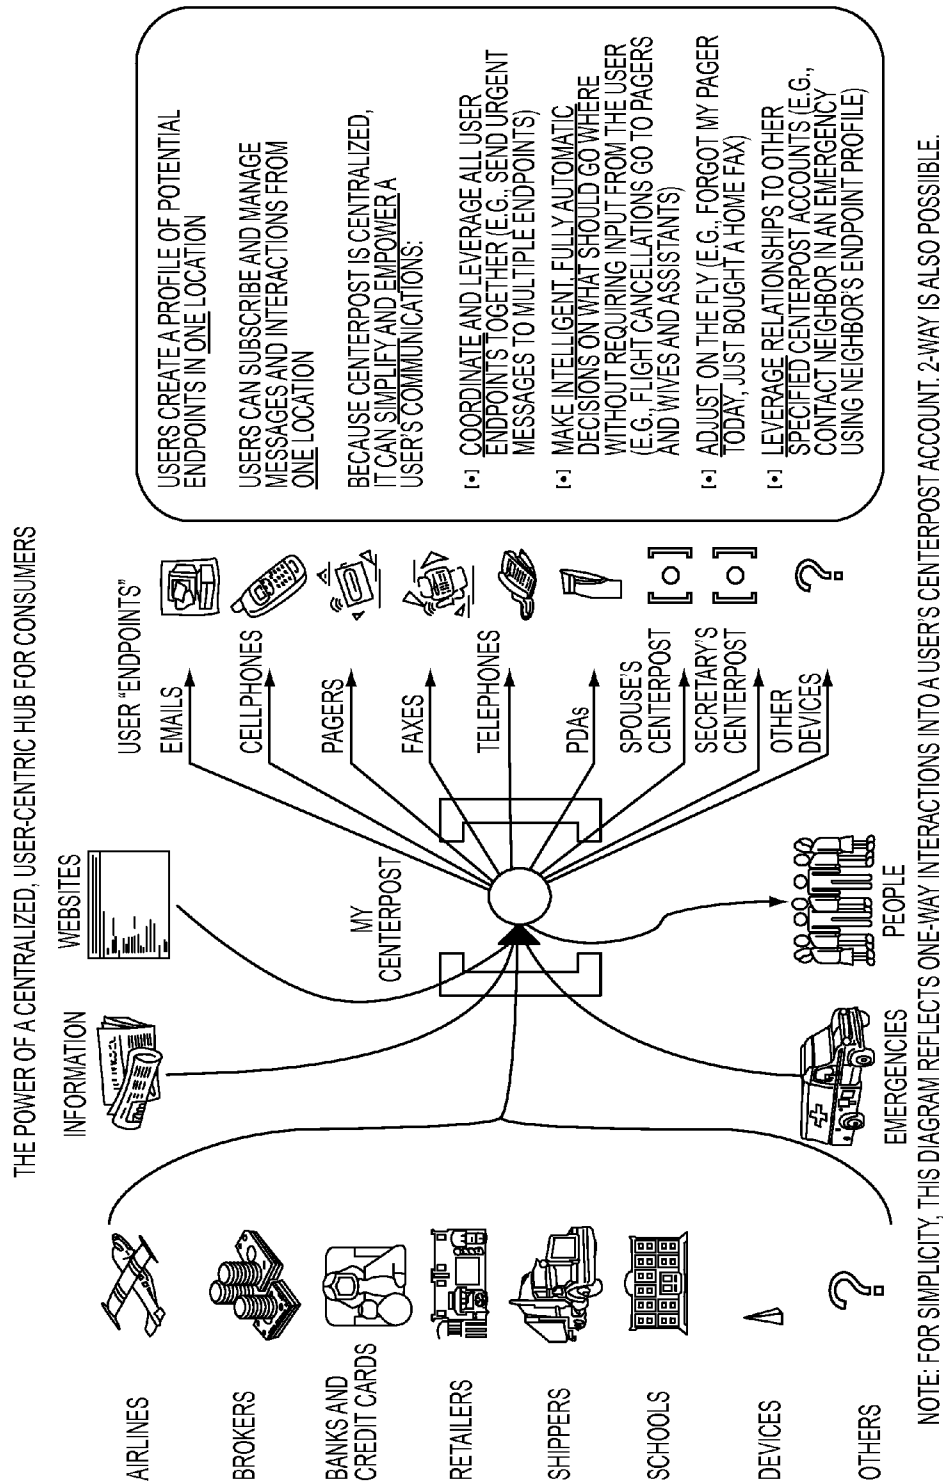 THE POWER OF A CENTRALIZED, USER-CENTRIC HUB FOR CONSUMERS
AIRLINES
BROKERS
BANKS AND
CREDIT CARDS
RETAILERS
SHIPPERS
SCHOOLS
DEVICES
OTHERS
INFORMATION
WEBSITES
EMERGENCIES
PEOPLE
MY
CENTERPOST
USER "ENDPOINTS"
EMAILS
CELLPHONES
PAGERS
FAXES
TELEPHONES
PDAs
SPOUSE'S
CENTERPOST
SECRETARY'S
CENTERPOST
OTHER
DEVICES
USERS CREATE A PROFILE OF POTENTIAL
ENDPOINTS IN ONE LOCATION
USERS CAN SUBSCRIBE AND MANAGE
MESSAGES AND INTERACTIONS FROM
ONE LOCATION
BECAUSE CENTERPOST IS CENTRALIZED,
IT CAN SIMPLIFY AND EMPOWER A
USER'S COMMUNICATIONS:
[•] COORDINATE AND LEVERAGE ALL USER
ENDPOINTS TOGETHER (E.G., SEND URGENT
MESSAGES TO MULTIPLE ENDPOINTS)
[•] MAKE INTELLIGENT, FULLY AUTOMATIC
DECISIONS ON WHAT SHOULD GO WHERE
WITHOUT REQUIRING INPUT FROM THE USER
(E.G., FLIGHT CANCELLATIONS GO TO PAGERS
AND WIVES AND ASSISTANTS)
[•] ADJUST ON THE FLY (E.G., FORGOT MY PAGER
TODAY, JUST BOUGHT A HOME FAX)
[•] LEVERAGE RELATIONSHIPS TO OTHER
SPECIFIED CENTERPOST ACCOUNTS (E.G.,
CONTACT NEIGHBOR IN AN EMERGENCY
USING NEIGHBOR'S ENDPOINT PROFILE)
NOTE: FOR SIMPLICITY, THIS DIAGRAM REFLECTS ONE-WAY INTERACTIONS INTO A USER'S CENTERPOST ACCOUNT. 2-WAY IS ALSO POSSIBLE.